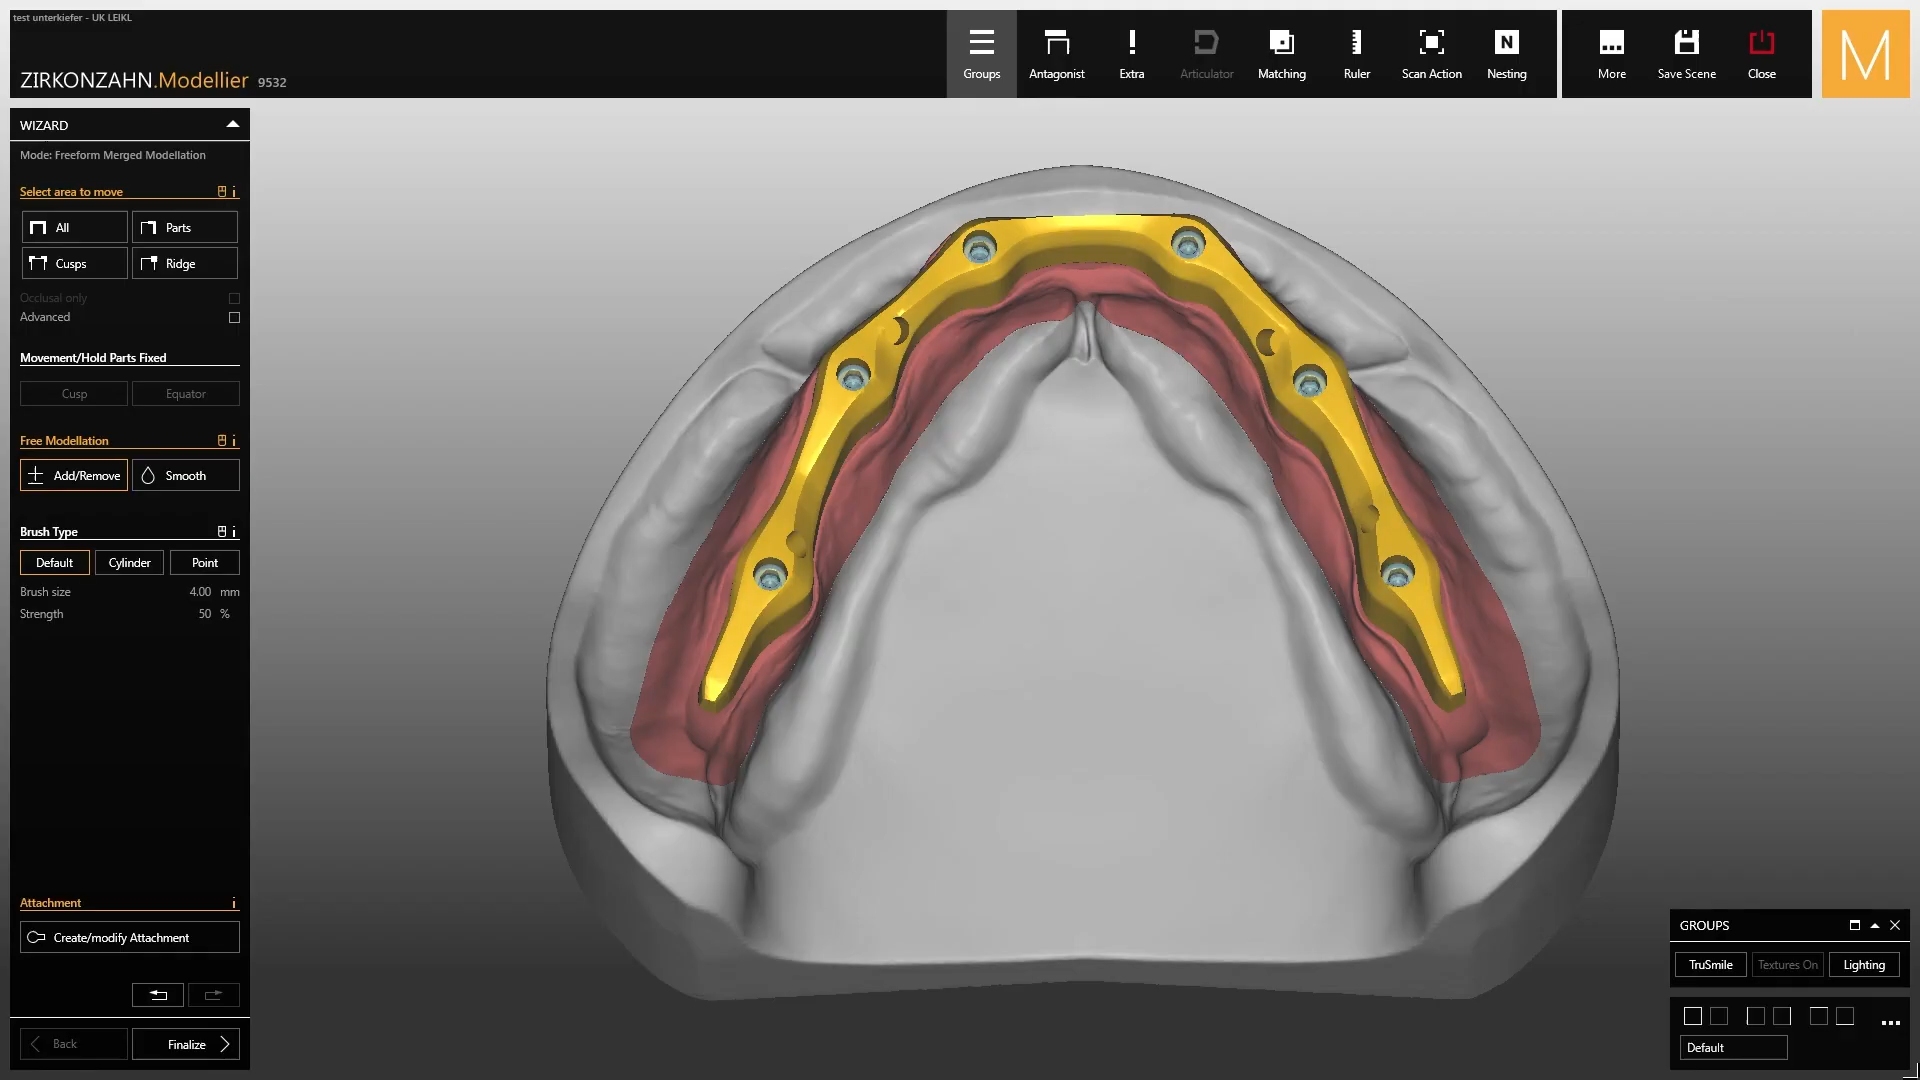 test unterkiefer - UK LEIKL
ZIRKONZAHN.Modellier 9532
Groups
Antagonist
Extra
Articulator
Matching
Ruler
Scan Action
N
Nesting
More
Save Scene
Close
M
WIZARD
Mode: Freeform Merged Modellation
Select area to move i
All
Parts
Cusps
Ridge
Occlusal only
Advanced
Movement/Hold Parts Fixed
Cusp
Equator
Free Modellation i
Add/Remove
Smooth
Brush Type i
Default
Cylinder
Point
Brush size 4.00 mm
Strength 50 %
Attachment i
Create/modify Attachment
Back
Finalize
GROUPS
TruSmile
Textures On
Lighting
Default